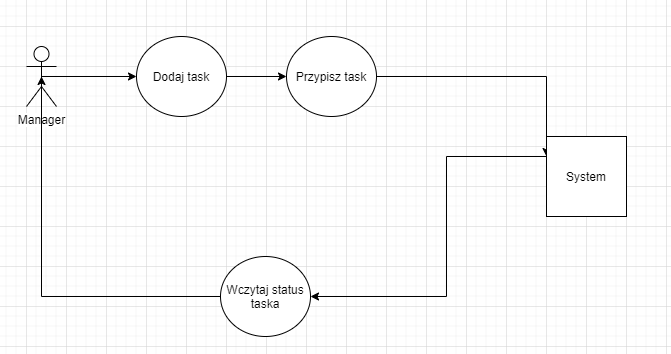 Dodaj task
Przypisz task
Manager
System
Wczytaj status
taska